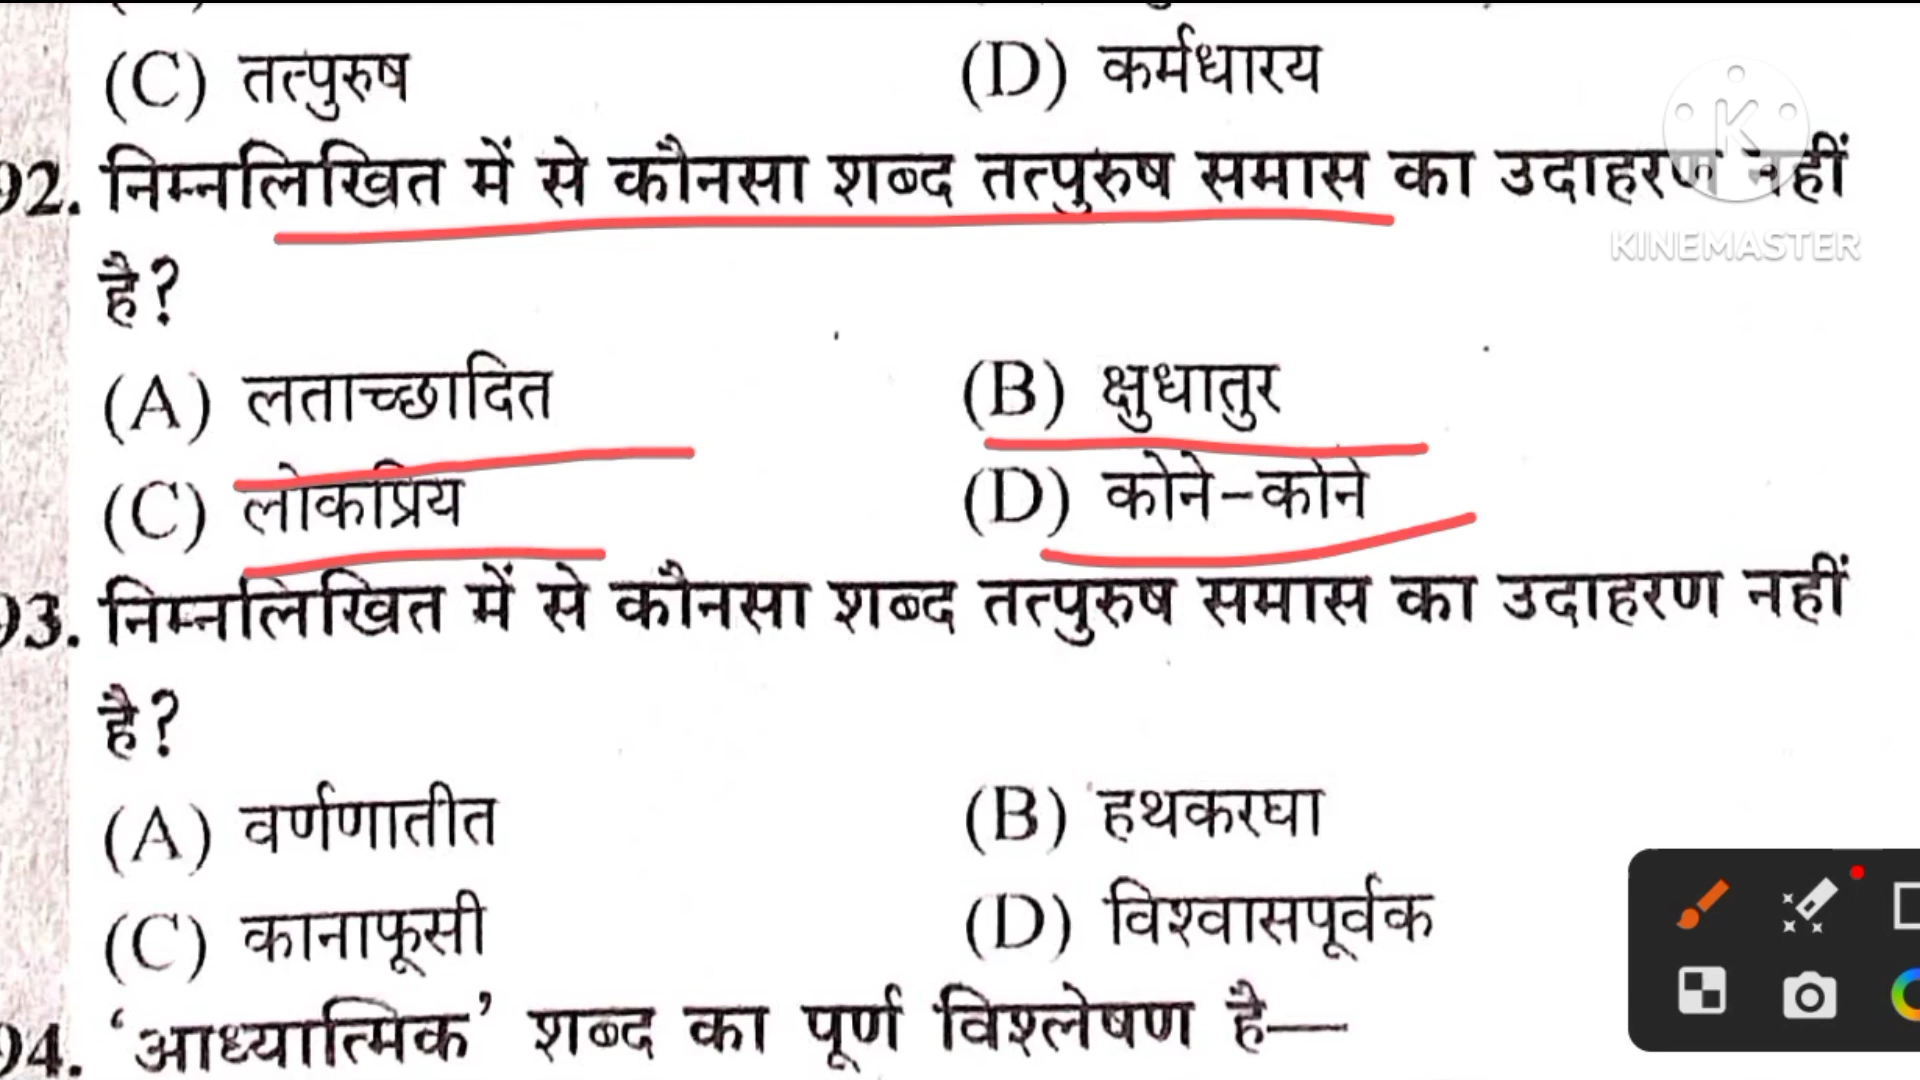 (C) तत्पुरुष (D) कर्मधारय
92. निम्नलिखित में से कौनसा शब्द तत्पुरुष समास का उदाहरण नहीं
है?
(A) लताच्छादित (B) क्षुधातुर
(C) लोकप्रिय (D) कोने-कोने
93. निम्नलिखित में से कौनसा शब्द तत्पुरुष समास का उदाहरण नहीं
है?
(A) वर्णणातीत (B) हथकरघा
(C) कानाफूसी (D) विश्वासपूर्वक
94. 'आध्यात्मिक' शब्द का पूर्ण विश्लेषण है—
K
KINEMASTER